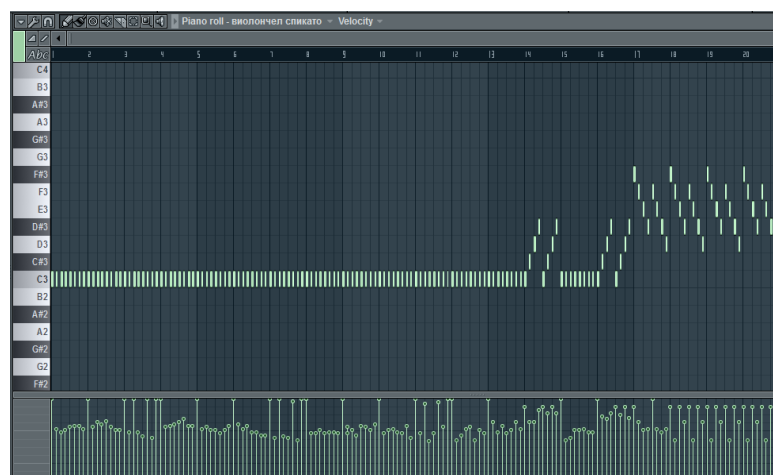 Piano roll - виолончел спикато Velocity
Abc 1 2 3 4 5 6 7 8 9 10 11 12 13 14 15 16 17 18 19 20
C4
B3
A#3
A3
G#3
G3
F#3
F3
E3
D#3
D3
C#3
C3
B2
A#2
A2
G#2
G2
F#2